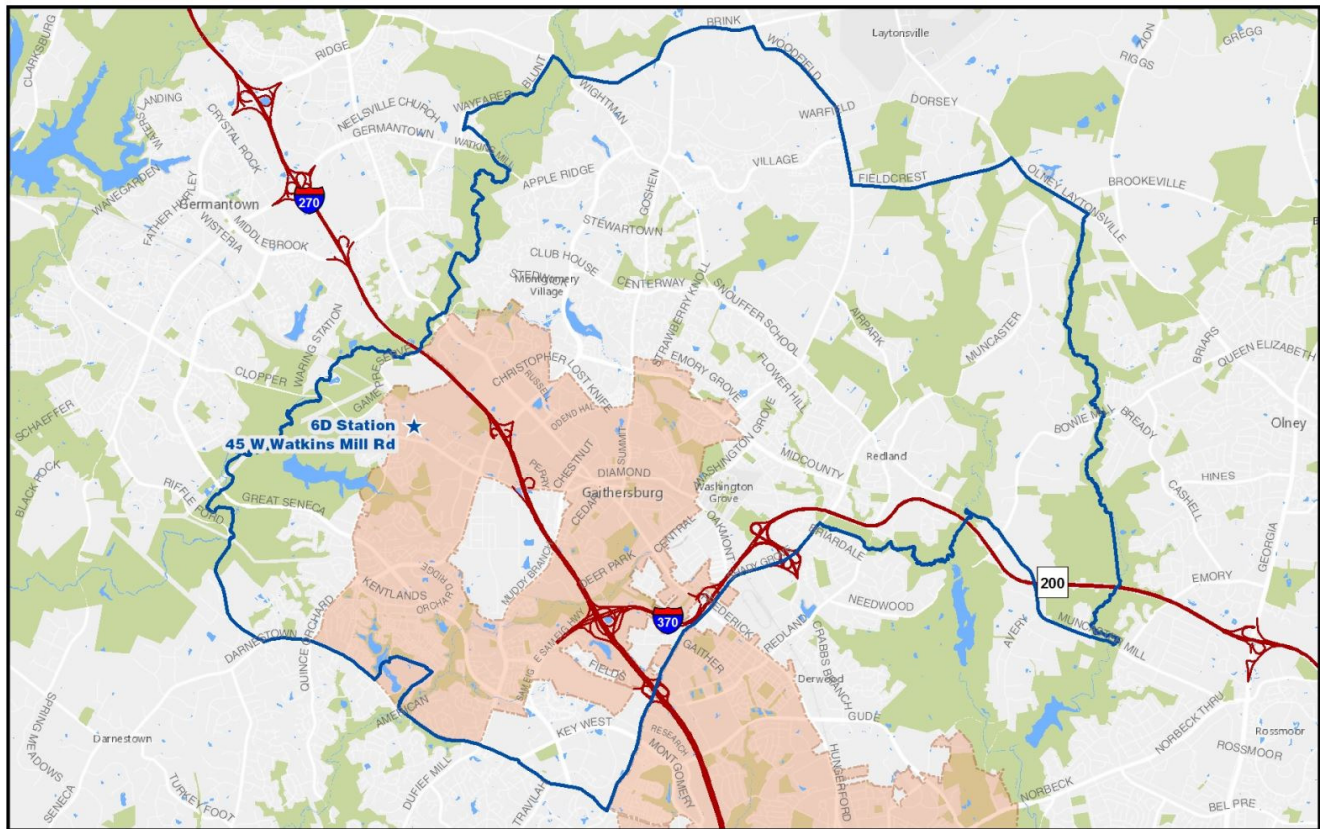 CLARKSBURG
RIDGE
BLUNT
BRINK
WOODFIELD
Laytonsville
ZION
GREGG
RIGGS
WATERS LANDING
CRYSTAL ROCK
NEELSVILLE CHURCH
WAYFARER
WIGHTMAN
WARFIELD
DORSEY
GERMANTOWN
WATKINS MILL
WANEGARDEN
FATHER HURLEY
APPLE RIDGE
VILLAGE
FIELDCREST
OLNEY LAYTONSVILLE
BROOKEVILLE
Germantown
270
WISTERIA
MIDDLEBROOK
GOSHEN
STEWARTOWN
CLUB HOUSE
STEDWICK
Montgomery
Village
CENTERWAY
STRAWBERRY KNOLL
SNOUFFER SCHOOL
AIRPARK
MUNCASTER
BRIARS
QUEEN ELIZABETH
WARING STATION
GAME PRESERVE
CLOPPER
CHRISTOPHER
LOST KNIFE
RUSSELL
ODEND HAL
EMORY GROVE
FLOWER HILL
SCHAEFFER
6D Station
45 W Watkins Mill Rd
BOWIE MILL
BREADY
Olney
BLACK ROCK
RIFFLE FORD
GREAT SENECA
PERRY
CHESTNUT
SUMMIT
DIAMOND
Gaithersburg
CEDAR
WASHINGTON GROVE
Washington
Grove
MIDCOUNTY
Redland
HINES
CASHELL
GEORGIA
CENTRAL
OAKMONT
BRIARDALE
SHADY GROVE
MUDDY BRANCH
DEER PARK
KENTLANDS
ORCHARD RIDGE
NEEDWOOD
200
EMORY
370
FREDERICK
REDLAND
CRABBS BRANCH
AVERY
MUNCASTER MILL
DARNESTOWN
QUINCE ORCHARD
GAITHER
FIELDS
Derwood
AMERICAN
KEY WEST
GUDE
RESEARCH
MONTGOMERY
HUNGERFORD
NORBECK THRU
Rossmoor
ROSSMOOR
SPRING MEADOWS
Darnestown
SENECA
TURKEY FOOT
DUFIEF MILL
TRAVILAH
NORBECK
BEL PRE